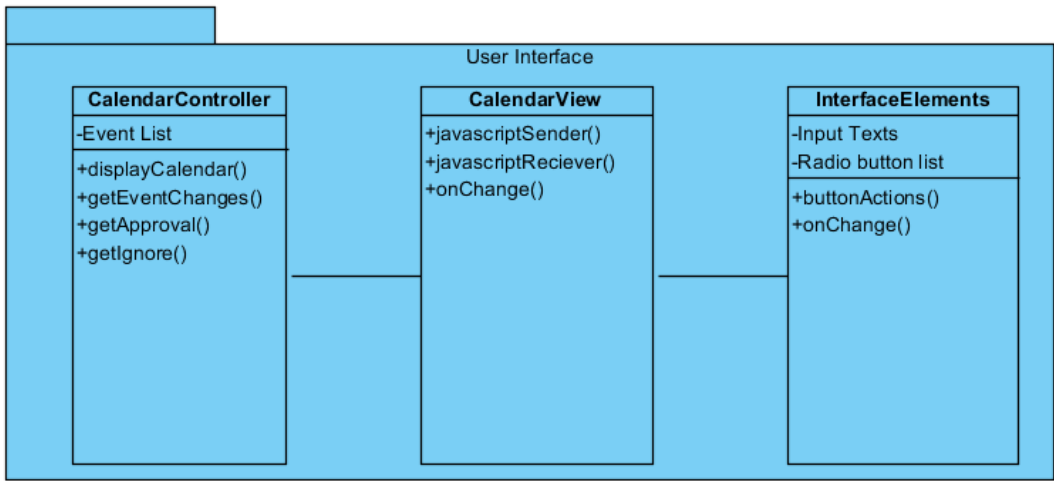 User Interface
CalendarController
-Event List
+displayCalendar()
+getEventChanges()
+getApproval()
+getIgnore()
CalendarView
+javascriptSender()
+javascriptReciever()
+onChange()
InterfaceElements
-Input Texts
-Radio button list
+buttonActions()
+onChange()